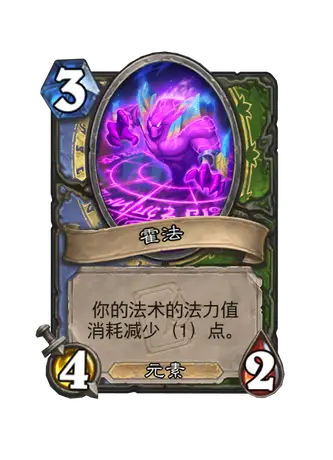 3
霍法
你的法术的法力值
消耗减少（1）点。
4
元素
2